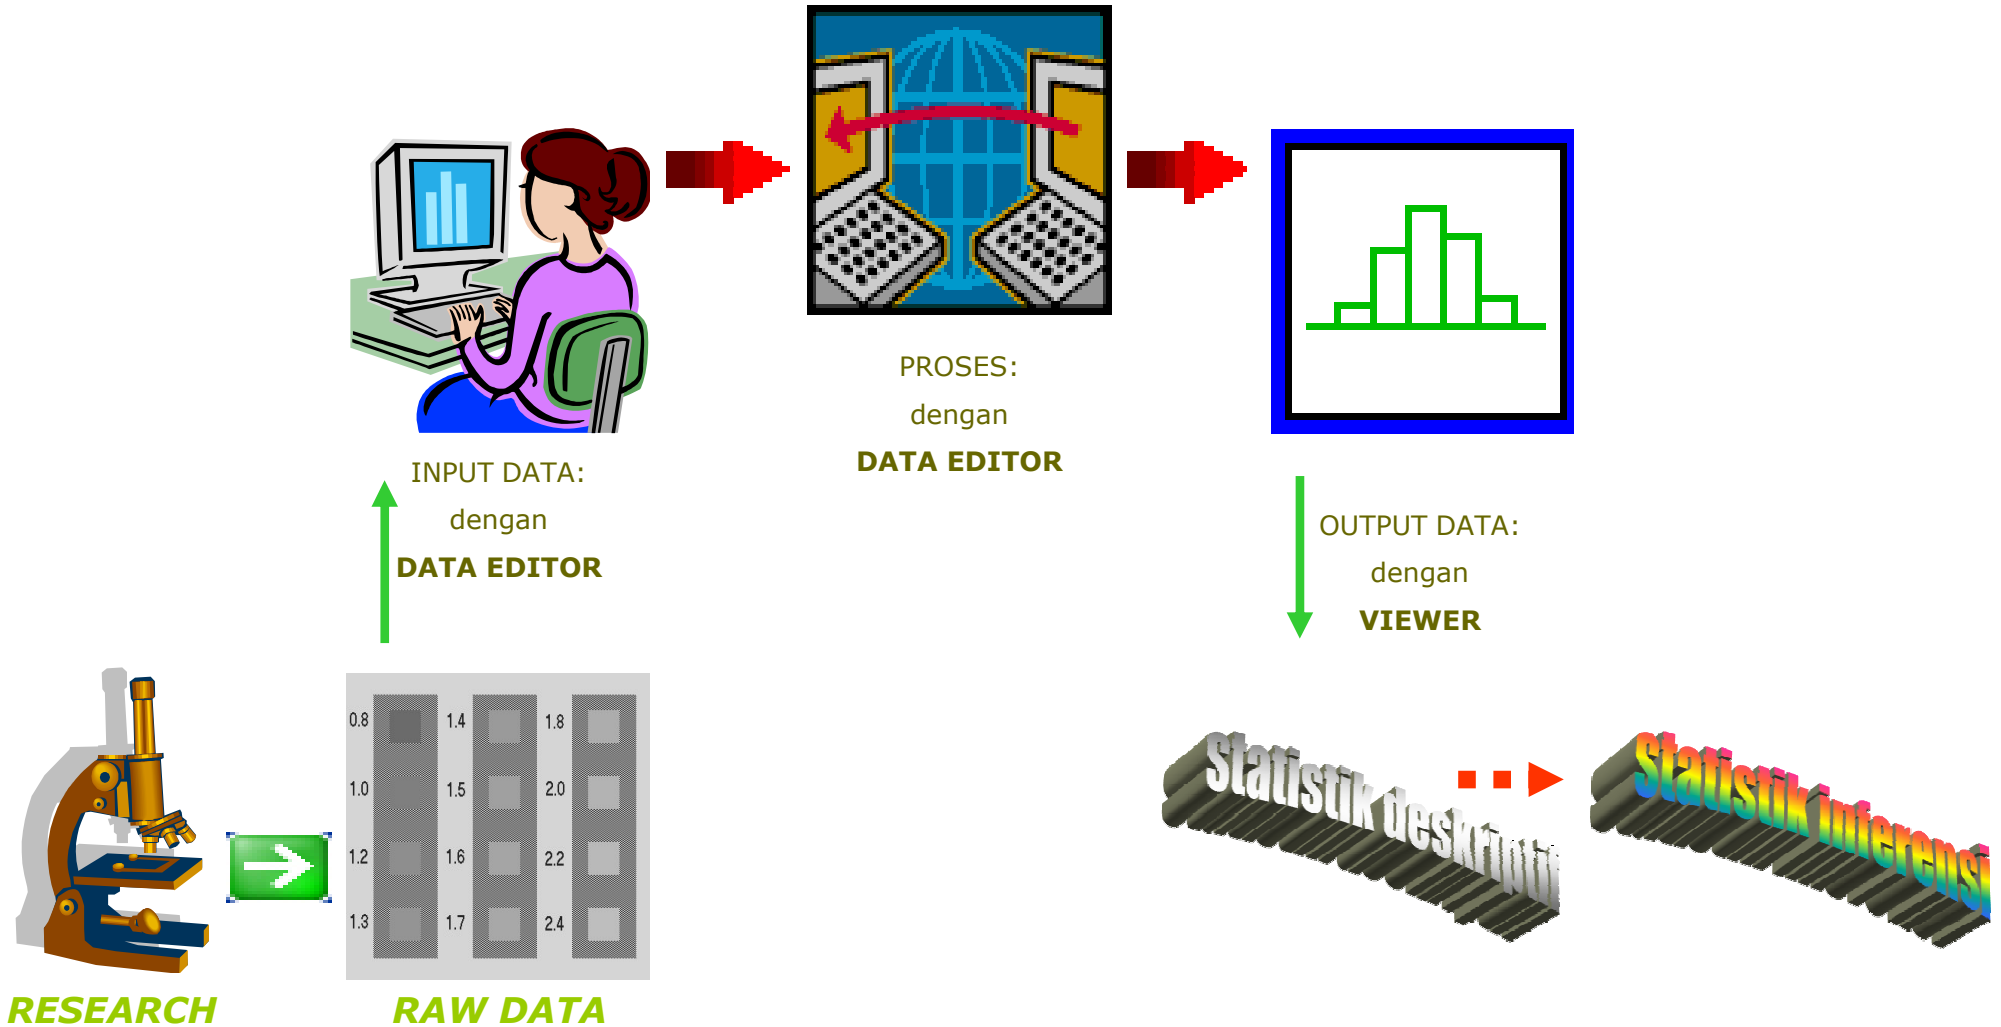 PROSES:
dengan
DATA EDITOR
INPUT DATA:
dengan
DATA EDITOR
OUTPUT DATA:
dengan
VIEWER
0.8 1.4 1.8
1.0 1.5 2.0
1.2 1.6 2.2
1.3 1.7 2.4
Statistik deskriptif
Statistik inferensi
RESEARCH
RAW DATA